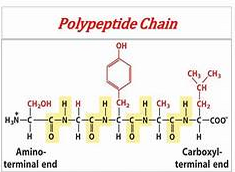 Polypeptide Chain
OH
CH₃ CH₃
CH
CH₂OH H H H CH₂ H CH₃ H CH₂
H₃N⁺ C C N C C N C C N C C N C COO⁻
H O H O H O H O H
Amino-
terminal end
Carboxyl-
terminal end